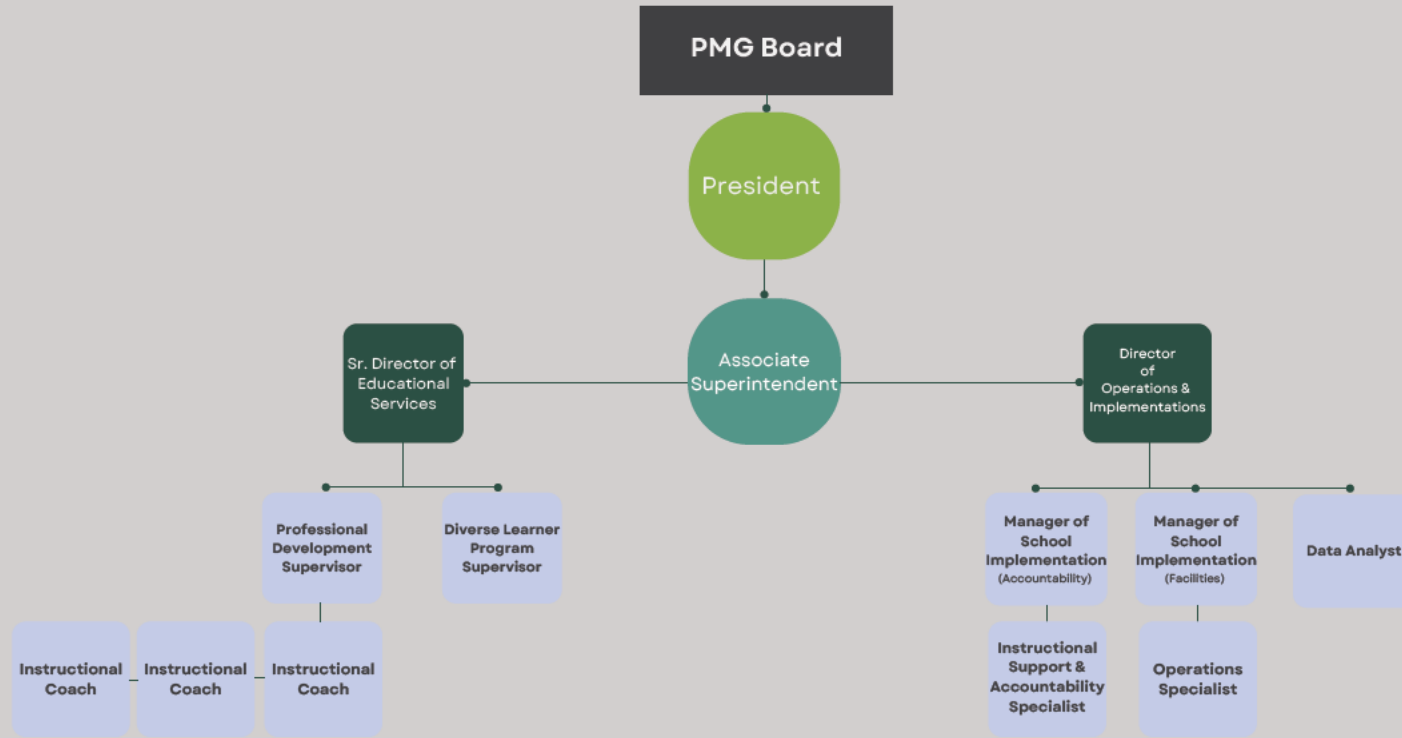 PMG Board
President
Associate
Superintendent
Sr. Director of
Educational
Services
Director
of
Operations &
Implementations
Professional
Development
Supervisor
Diverse Learner
Program
Supervisor
Manager of
School
Implementation
(Accountability)
Manager of
School
Implementation
(Facilities)
Data Analyst
Instructional
Coach
Instructional
Coach
Instructional
Coach
Instructional
Support &
Accountability
Specialist
Operations
Specialist